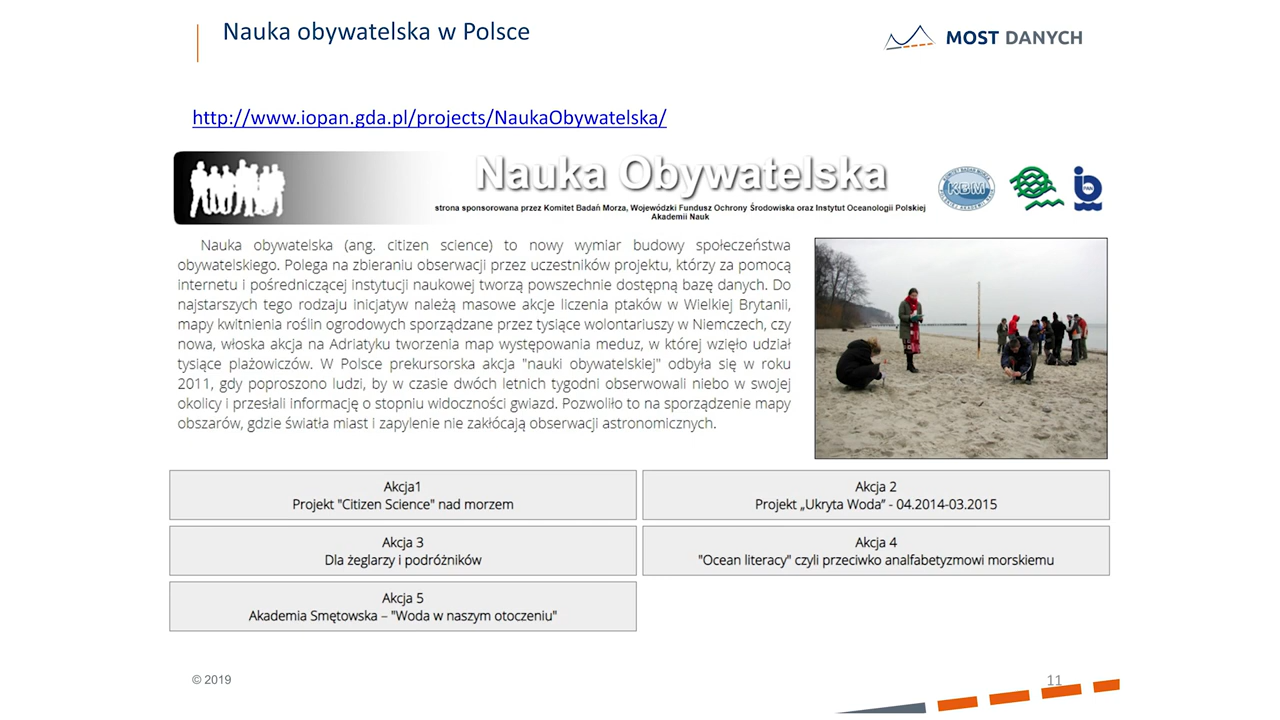 Nauka obywatelska w Polsce
MOST DANYCH
http://www.iopan.gda.pl/projects/NaukaObywatelska/
Nauka Obywatelska
strona sponsorowana przez Komitet Badań Morza, Wojewódzki Fundusz Ochrony Środowiska oraz Instytut Oceanologii Polskiej
Akademii Nauk
KBM
Nauka obywatelska (ang. citizen science) to nowy wymiar budowy społeczeństwa
obywatelskiego. Polega na zbieraniu obserwacji przez uczestników projektu, którzy za pomocą
internetu i pośredniczącej instytucji naukowej tworzą powszechnie dostępną bazę danych. Do
najstarszych tego rodzaju inicjatyw należą masowe akcje liczenia ptaków w Wielkiej Brytanii,
mapy kwitnienia roślin ogrodowych sporządzane przez tysiące wolontariuszy w Niemczech, czy
nowa, włoska akcja na Adriatyku tworzenia map występowania meduz, w której wzięło udział
tysiące plażowiczów. W Polsce prekursorska akcja "nauki obywatelskiej" odbyła się w roku
2011, gdy poproszono ludzi, by w czasie dwóch letnich tygodni obserwowali niebo w swojej
okolicy i przesłali informację o stopniu widoczności gwiazd. Pozwoliło to na sporządzenie mapy
obszarów, gdzie światła miast i zapylenie nie zakłócają obserwacji astronomicznych.
Akcja1
Projekt "Citizen Science" nad morzem
Akcja 2
Projekt „Ukryta Woda” - 04.2014-03.2015
Akcja 3
Dla żeglarzy i podróżników
Akcja 4
"Ocean literacy" czyli przeciwko analfabetyzmowi morskiemu
Akcja 5
Akademia Smętowska – "Woda w naszym otoczeniu"
© 2019
11